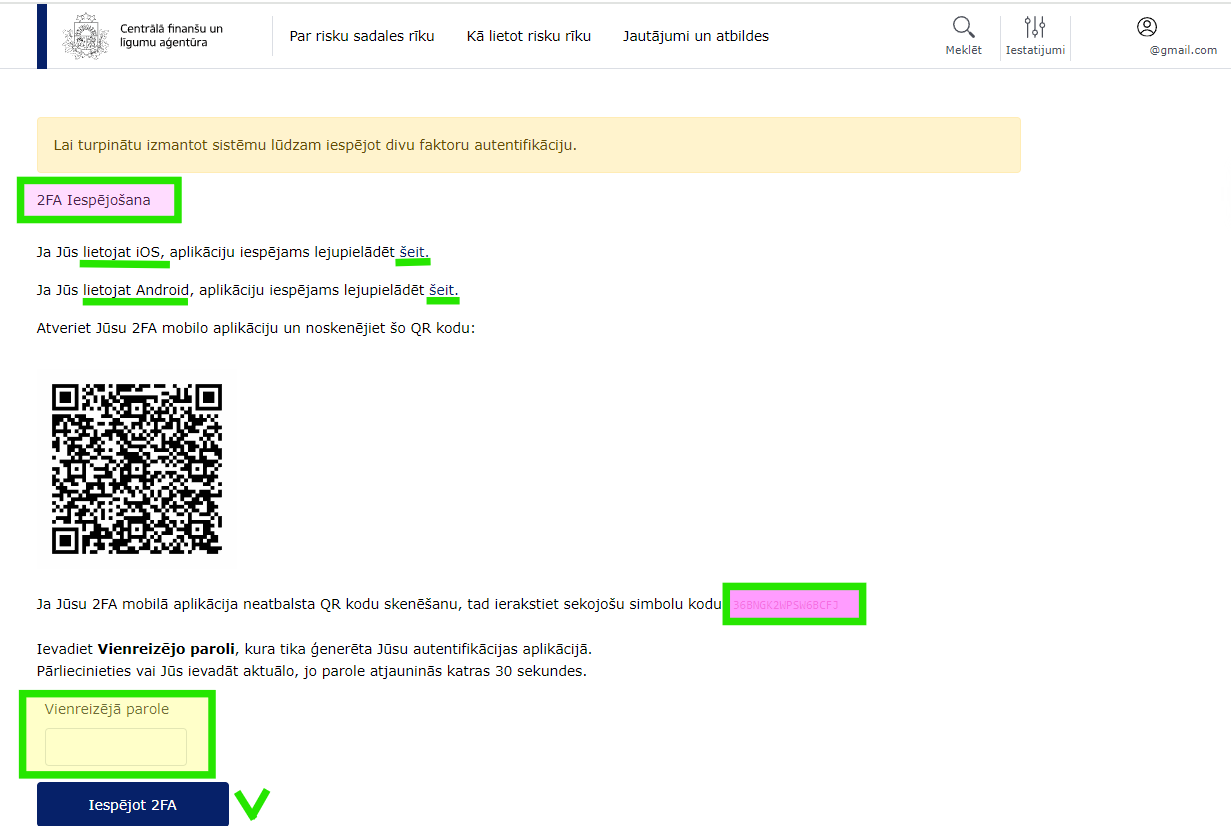 Centrālā finanšu un
līgumu aģentūra
Par risku sadales rīku
Kā lietot risku rīku
Jautājumi un atbildes
Meklēt
Iestatījumi
@gmail.com
Lai turpinātu izmantot sistēmu lūdzam iespējot divu faktoru autentifikāciju.
2FA Iespējošana
Ja Jūs lietojat iOS, aplikāciju iespējams lejupielādēt šeit.
Ja Jūs lietojat Android, aplikāciju iespējams lejupielādēt šeit.
Atveriet Jūsu 2FA mobilo aplikāciju un noskenējiet šo QR kodu:
Ja Jūsu 2FA mobilā aplikācija neatbalsta QR kodu skenēšanu, tad ierakstiet sekojošu simbolu kodu
Ievadiet Vienreizējo paroli, kura tika ģenerēta Jūsu autentifikācijas aplikācijā.
Pārliecinieties vai Jūs ievadāt aktuālo, jo parole atjauninās katras 30 sekundes.
Vienreizējā parole
Iespējot 2FA